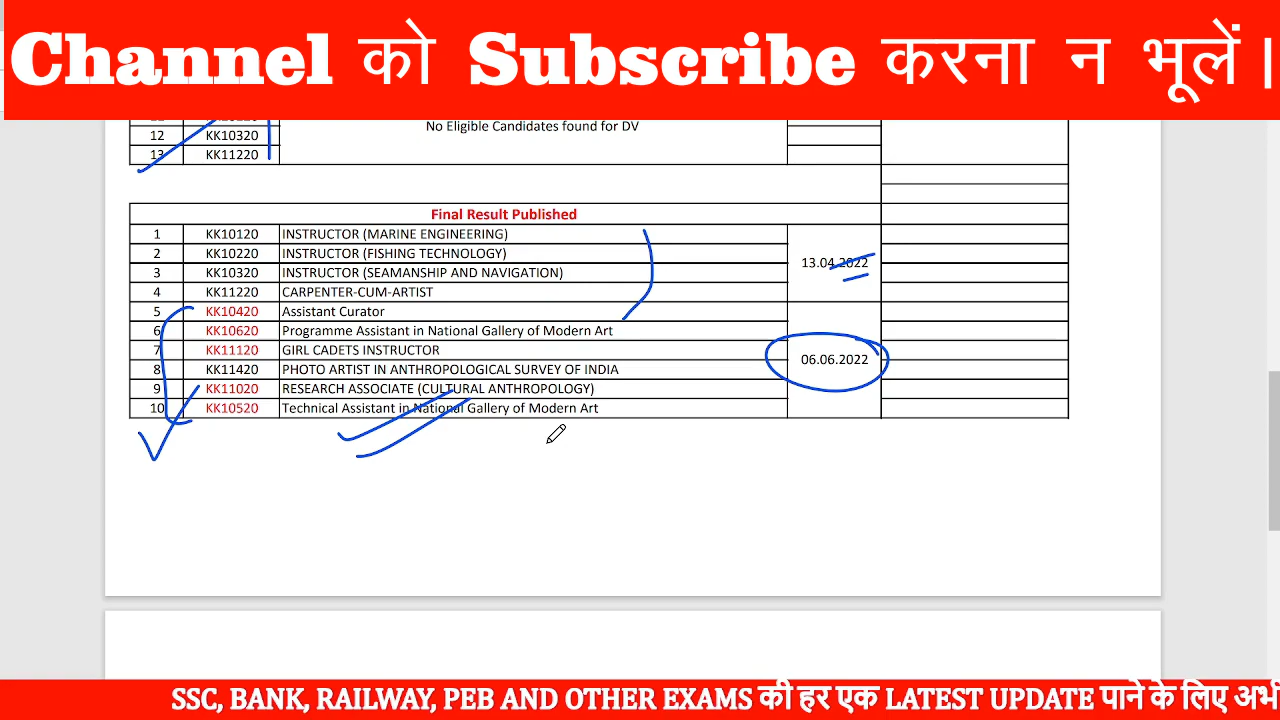 Channel को Subscribe करना न भूलें।
12 KK10320 No Eligible Candidates found for DV
13 KK11220
Final Result Published
1 KK10120 INSTRUCTOR (MARINE ENGINEERING)
2 KK10220 INSTRUCTOR (FISHING TECHNOLOGY)
13.04.2022
3 KK10320 INSTRUCTOR (SEAMANSHIP AND NAVIGATION)
4 KK11220 CARPENTER-CUM-ARTIST
5 KK10420 Assistant Curator
6 KK10620 Programme Assistant in National Gallery of Modern Art
7 KK11120 GIRL CADETS INSTRUCTOR
06.06.2022
8 KK11420 PHOTO ARTIST IN ANTHROPOLOGICAL SURVEY OF INDIA
9 KK11020 RESEARCH ASSOCIATE (CULTURAL ANTHROPOLOGY)
10 KK10520 Technical Assistant in National Gallery of Modern Art
SSC, BANK, RAILWAY, PEB AND OTHER EXAMS की हर एक LATEST UPDATE पाने के लिए अभी